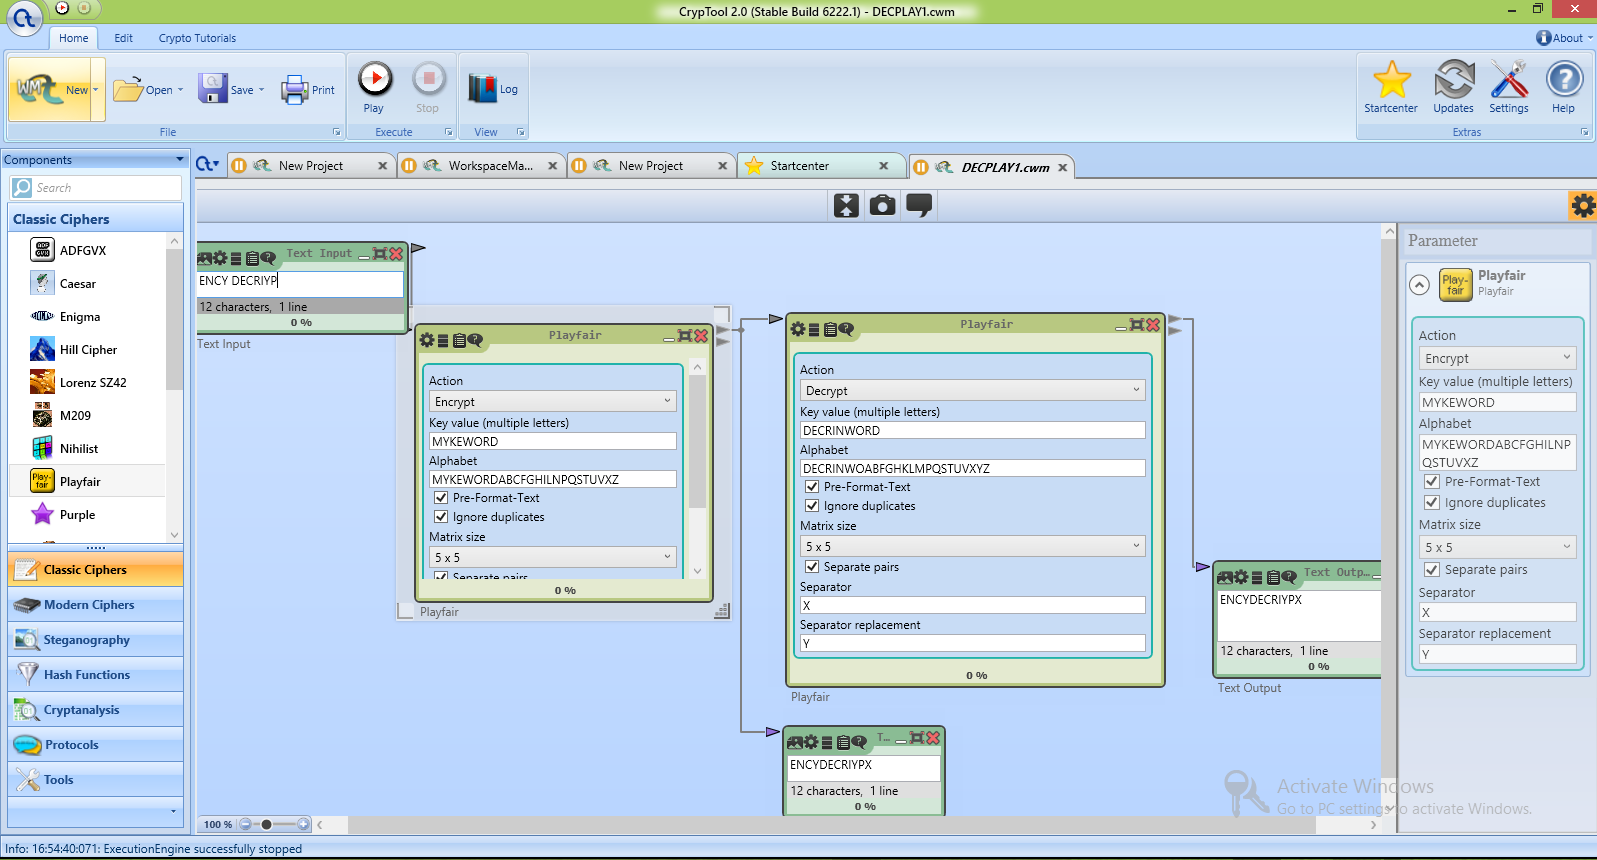 CrypTool 2.0 (Stable Build 6222.1) - DECPLAY1.cwm
Home Edit Crypto Tutorials About
New Open Save Print Play Stop Log Startcenter Updates Settings Help
File Execute View Extras
Components
Search
Classic Ciphers
ADFGVX
Caesar
Enigma
Hill Cipher
Lorenz SZ42
M209
Nihilist
Playfair
Purple
Classic Ciphers
Modern Ciphers
Steganography
Hash Functions
Cryptanalysis
Protocols
Tools
New Project WorkspaceMa... New Project Startcenter DECPLAY1.cwm
Text Input
ENCY DECRIYP
12 characters, 1 line
0 %
Text Input
Playfair
Action
Encrypt
Key value (multiple letters)
MYKEWORD
Alphabet
MYKEWORDABCFGHILNPQSTUVXZ
Pre-Format-Text
Ignore duplicates
Matrix size
5 x 5
Separate pairs
0 %
Playfair
Playfair
Action
Decrypt
Key value (multiple letters)
DECRINWORD
Alphabet
DECRINWOABFGHKLMPQSTUVXYZ
Pre-Format-Text
Ignore duplicates
Matrix size
5 x 5
Separate pairs
Separator
X
Separator replacement
Y
0 %
Playfair
T...
ENCYDECRIYPX
12 characters, 1 line
0 %
Text Outp...
ENCYDECRIYPX
12 characters, 1 line
0 %
Text Output
Parameter
Playfair
Playfair
Action
Encrypt
Key value (multiple letters)
MYKEWORD
Alphabet
MYKEWORDABCFGHILNP
QSTUVXZ
Pre-Format-Text
Ignore duplicates
Matrix size
5 x 5
Separate pairs
Separator
X
Separator replacement
Y
Activate Windows
Go to PC settings to activate Windows.
100 %
Info: 16:54:40:071: ExecutionEngine successfully stopped